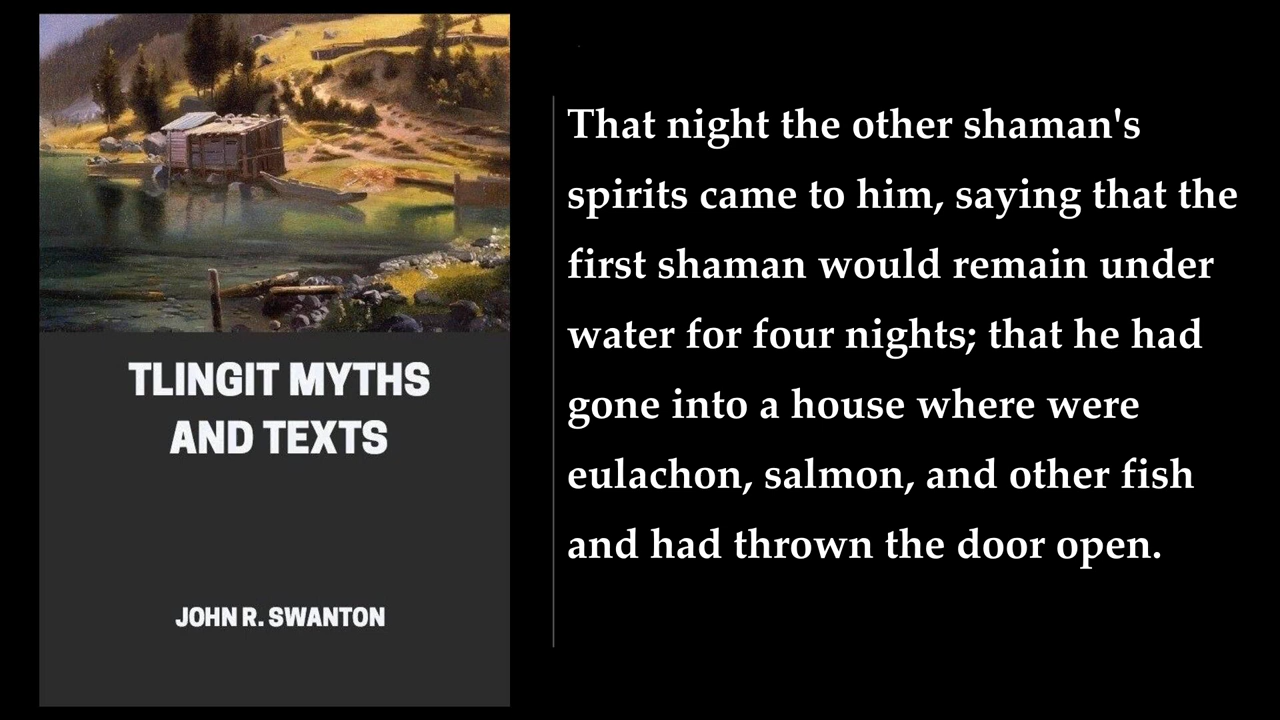 TLINGIT MYTHS
AND TEXTS
JOHN R. SWANTON
That night the other shaman's
spirits came to him, saying that the
first shaman would remain under
water for four nights; that he had
gone into a house where were
eulachon, salmon, and other fish
and had thrown the door open.